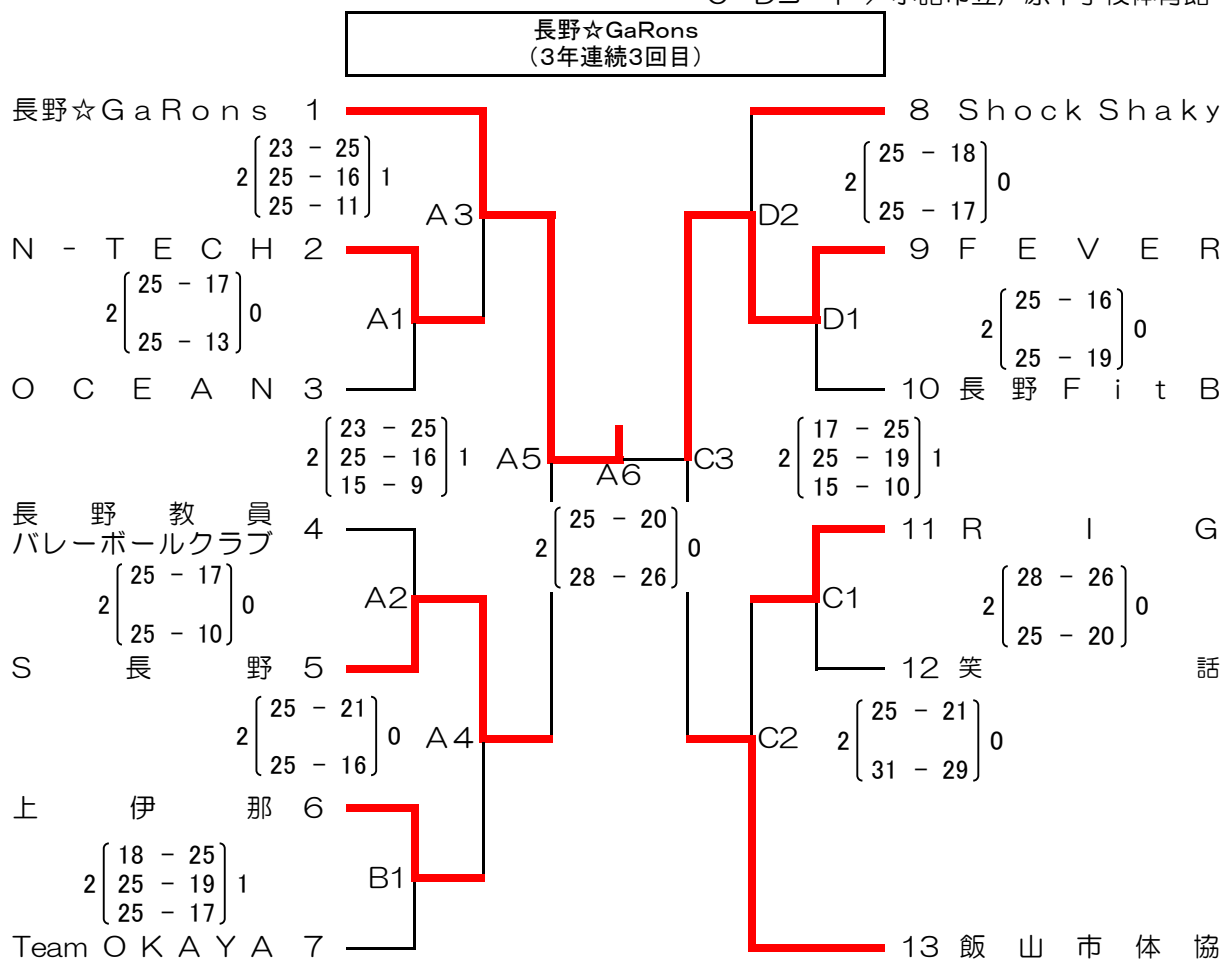 長野☆GaRons
（3年連続3回目）
長野☆GaRons 1
2 23 - 25 1
25 - 16
25 - 11
A3
N-TECH 2
2 25 - 17 0
25 - 13
A1
OCEAN 3
2 23 - 25 1
25 - 16
15 - 9
A5
長野教員
バレーボールクラブ 4
2 25 - 17 0
25 - 10
A2
S長野 5
2 25 - 21 0
25 - 16
A4
上伊那 6
2 18 - 25 1
25 - 19
25 - 17
B1
Team OKAYA 7
A6
2 25 - 20 0
28 - 26
8 Shock Shaky
2 25 - 18 0
25 - 17
D2
9 FEVER
2 25 - 16 0
25 - 19
D1
10 長野FitB
2 17 - 25 1
25 - 19
15 - 10
C3
11 RIG
2 28 - 26 0
25 - 20
C1
12 笑話
2 25 - 21 0
31 - 29
C2
13 飯山市体協